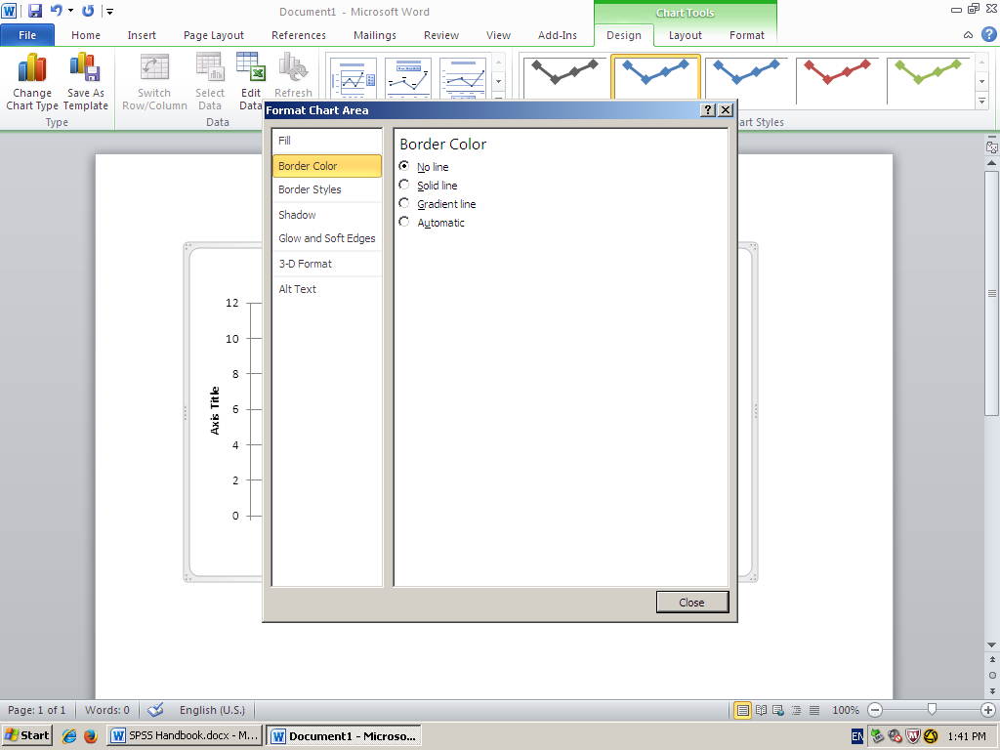 Document1 - Microsoft Word
Chart Tools
File Home Insert Page Layout References Mailings Review View Add-Ins Design Layout Format
Change Chart Type
Save As Template
Switch Row/Column
Select Data
Edit Data
Refresh
Type
Data
art Styles
Format Chart Area
Fill
Border Color
Border Styles
Shadow
Glow and Soft Edges
3-D Format
Alt Text
Border Color
No line
Solid line
Gradient line
Automatic
Close
12
10
8
6
4
2
0
Axis Title
Page: 1 of 1 Words: 0 English (U.S.) 100%
Start SPSS Handbook.docx - M... Document1 - Microso... EN 1:41 PM